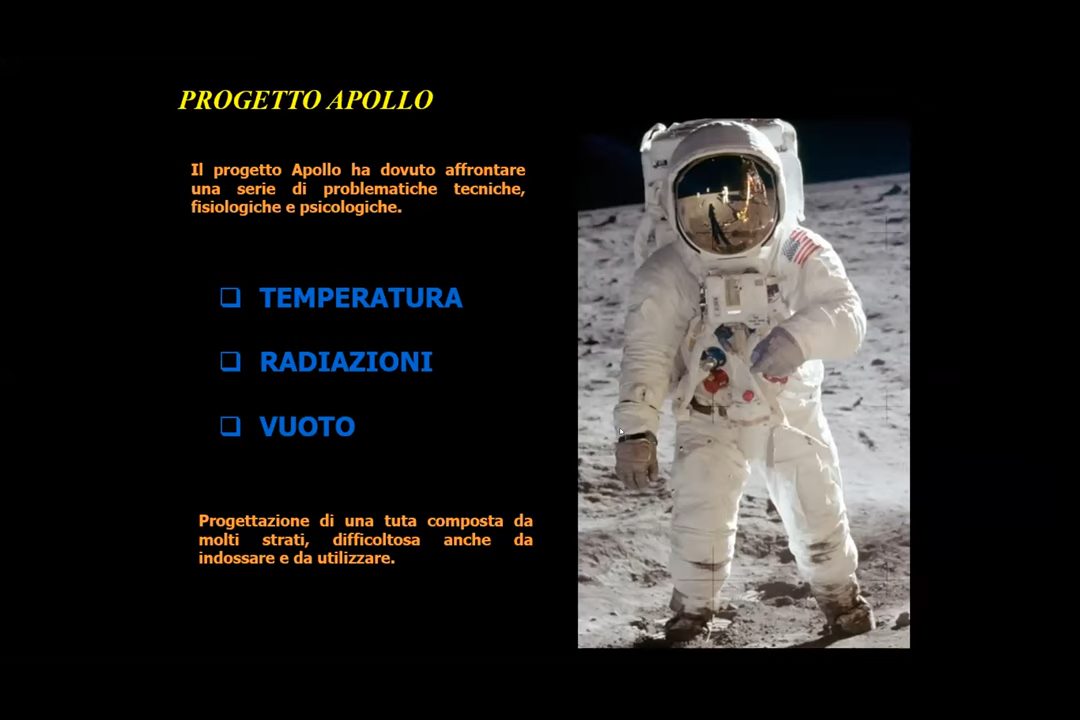 PROGETTO APOLLO
Il progetto Apollo ha dovuto affrontare
una serie di problematiche tecniche,
fisiologiche e psicologiche.
❑ TEMPERATURA
❑ RADIAZIONI
❑ VUOTO
Progettazione di una tuta composta da
molti strati, difficoltosa anche da
indossare e da utilizzare.